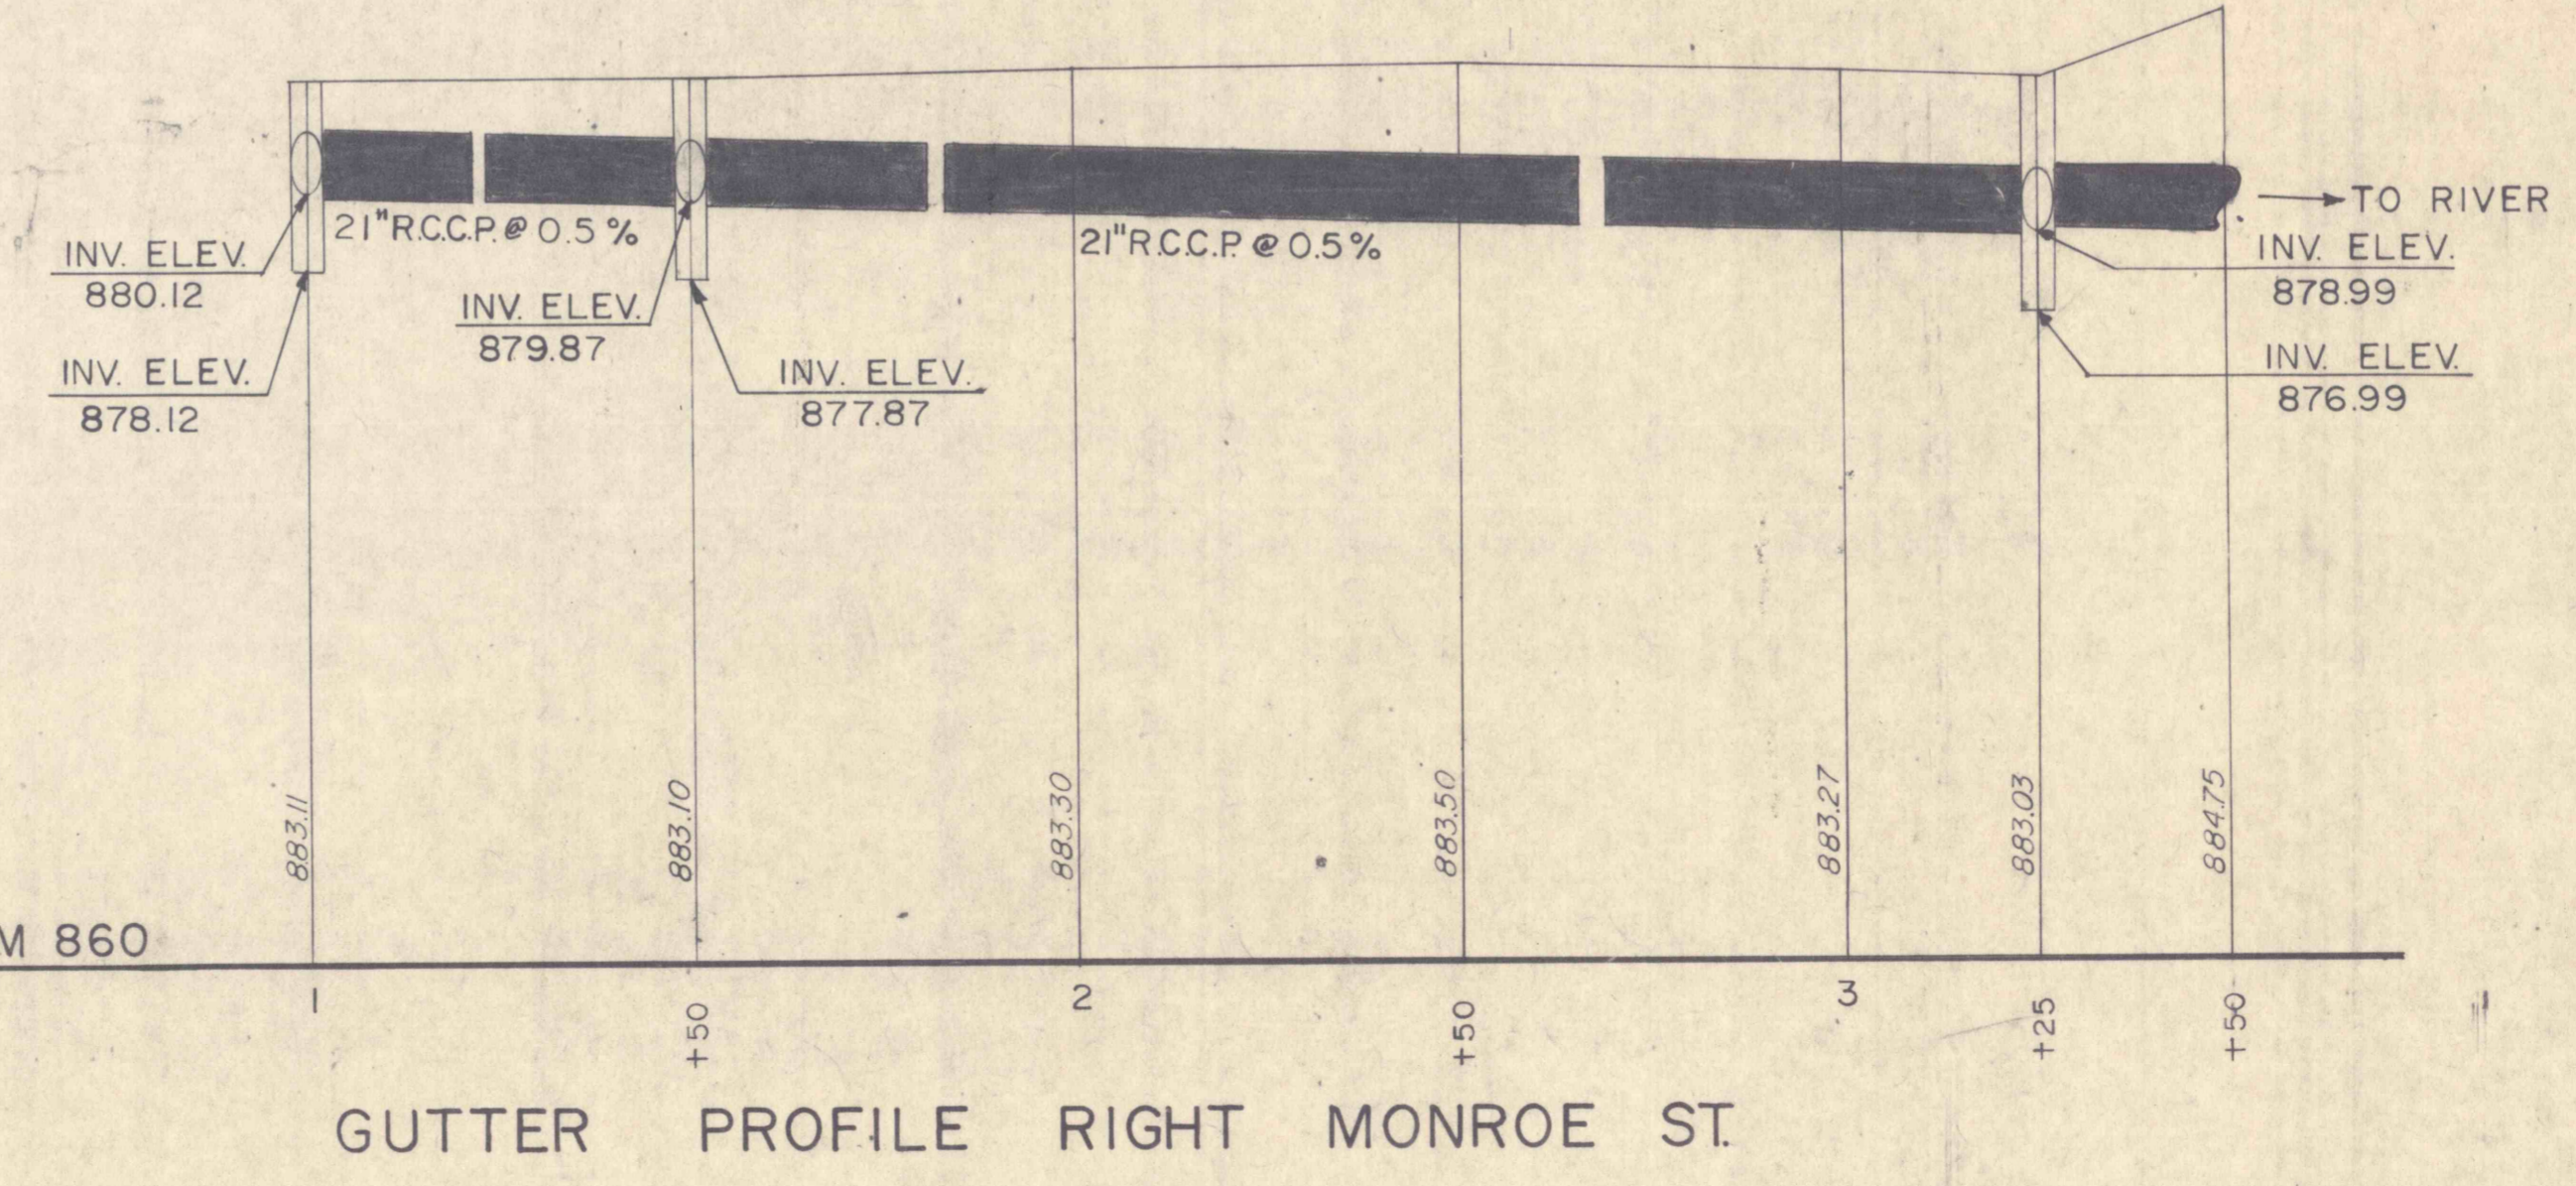 21" R.C.C.P. @ 0.5%
21" R.C.C.P. @ 0.5%
TO RIVER
INV. ELEV.
880.12
INV. ELEV.
878.12
INV. ELEV.
879.87
INV. ELEV.
877.87
INV. ELEV.
878.99
INV. ELEV.
876.99
883.11
883.10
883.30
883.50
883.27
883.03
884.75
M 860
1
+50
2
+50
3
+25
+50
GUTTER PROFILE RIGHT MONROE ST.